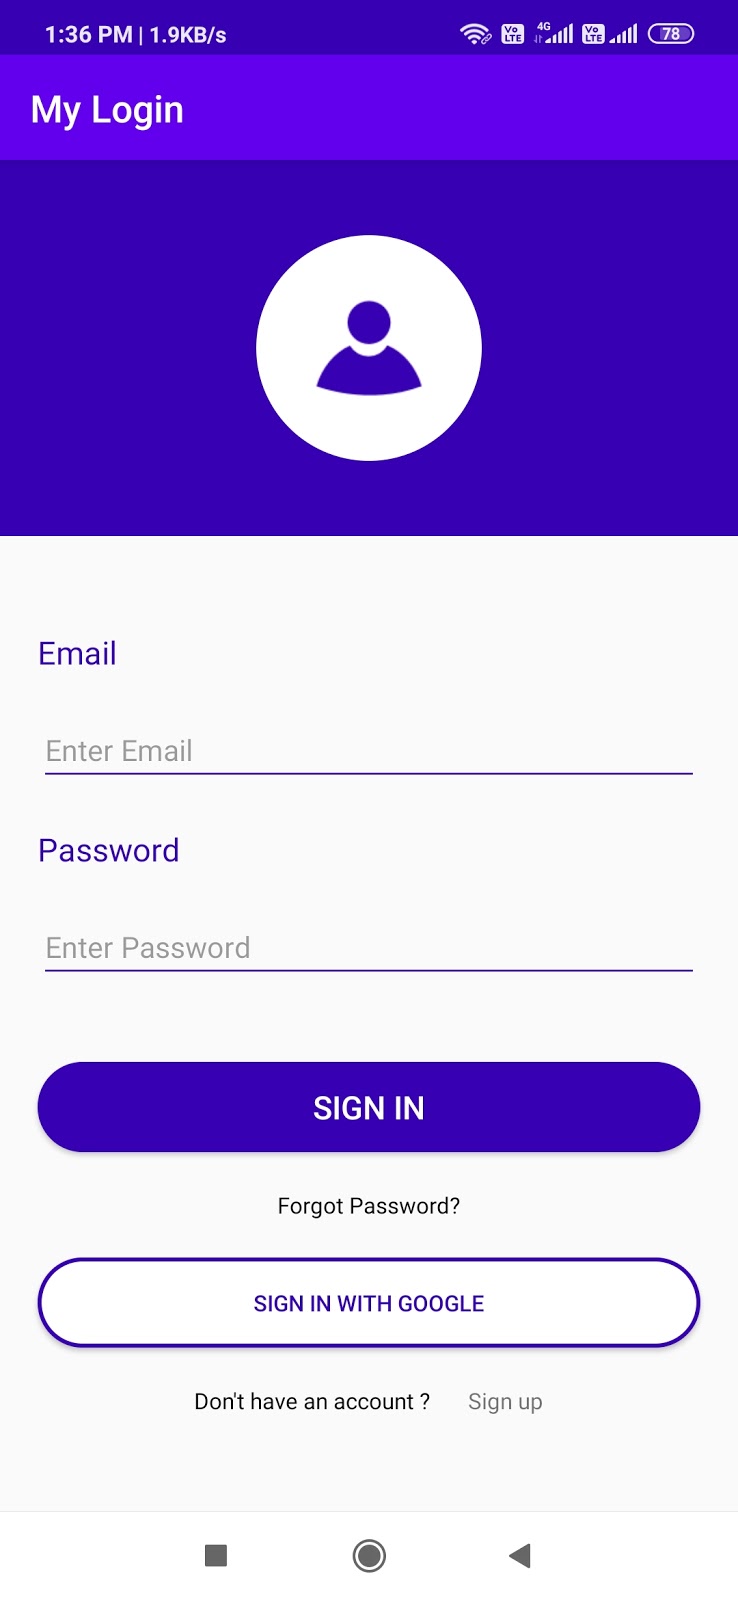 1:36 PM | 1.9KB/s Vo LTE 4G Vo LTE 78
My Login
Email
Enter Email
Password
Enter Password
SIGN IN
Forgot Password?
SIGN IN WITH GOOGLE
Don't have an account ? Sign up